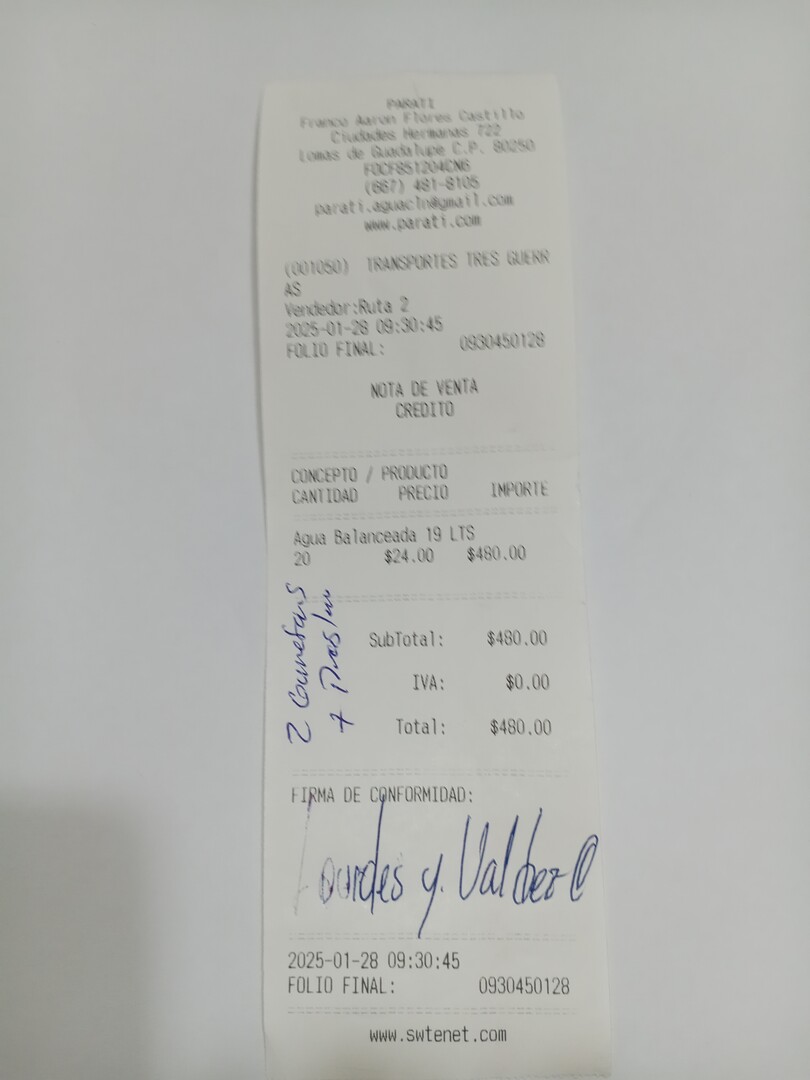 PARATI
Franco Aaron Flores Castillo
Ciudades Hermanas 722
Lomas de Guadalupe C.P. 80250
FOCF851204CN6
(667) 481-8105
parati.aguacln@gmail.com
www.parati.com
(001050) TRANSPORTES TRES GUERR
AS
Vendedor:Ruta 2
2025-01-28 09:30:45
FOLIO FINAL: 0930450128
NOTA DE VENTA
CREDITO
CONCEPTO / PRODUCTO
CANTIDAD PRECIO IMPORTE
Agua Balanceada 19 LTS
20 $24.00 $480.00
2
+
SubTotal: $480.00
IVA: $0.00
Total: $480.00
FIRMA DE CONFORMIDAD:
Lourdes y. Valdez
2025-01-28 09:30:45
FOLIO FINAL: 0930450128
www.swtenet.com